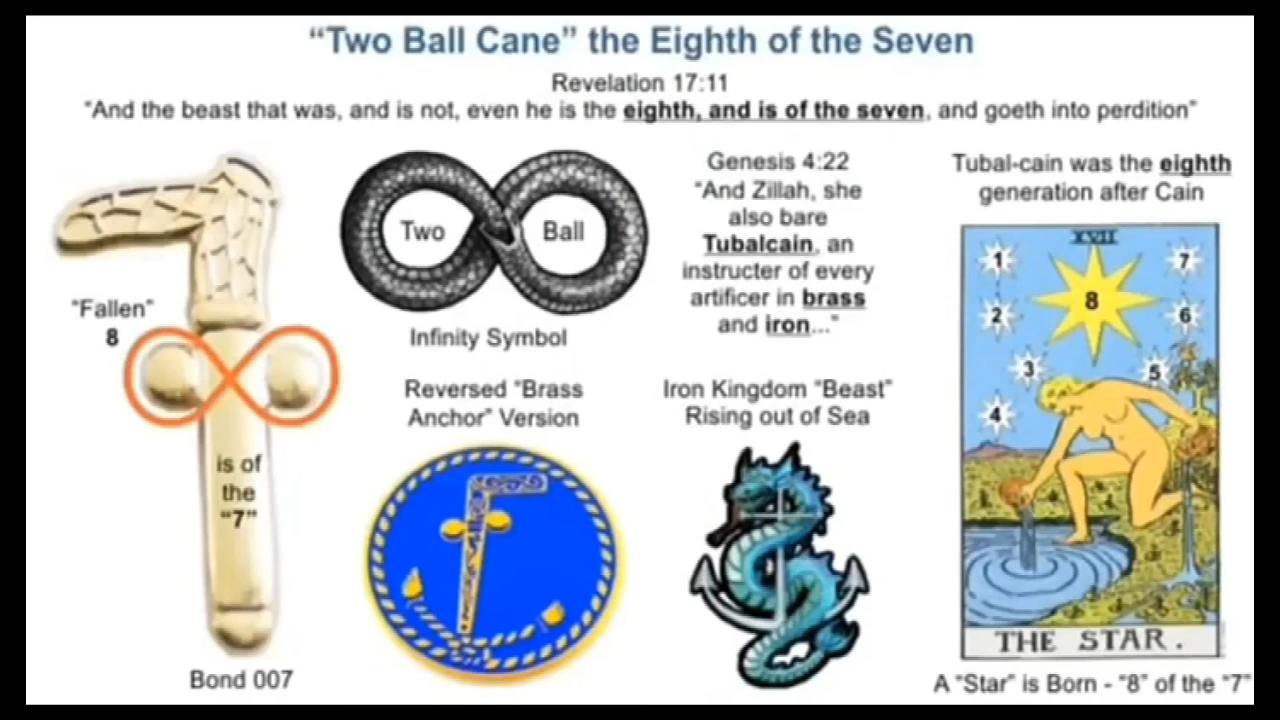 “Two Ball Cane” the Eighth of the Seven
Revelation 17:11
“And the beast that was, and is not, even he is the eighth, and is of the seven, and goeth into perdition”
“Fallen”
8
is of
the
“7”
Bond 007
Two
Ball
Infinity Symbol
Reversed “Brass
Anchor” Version
Genesis 4:22
“And Zillah, she
also bare
Tubalcain, an
instructer of every
artificer in brass
and iron...”
Iron Kingdom “Beast”
Rising out of Sea
Tubal-cain was the eighth
generation after Cain
XVII
1
7
8
2
6
3
5
4
THE STAR.
A “Star” is Born - “8” of the “7”